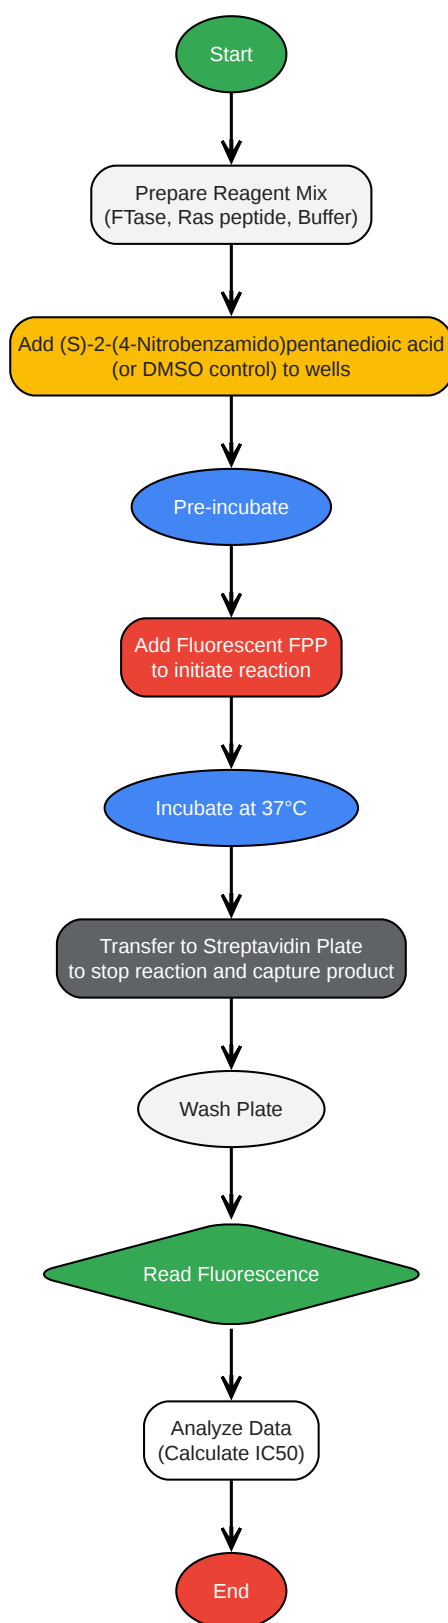 Start
Prepare Reagent Mix
(FTase, Ras peptide, Buffer)
Add (S)-2-(4-Nitrobenzamido)pentanedioic acid
(or DMSO control) to wells
Pre-incubate
Add Fluorescent FPP
to initiate reaction
Incubate at 37°C
Transfer to Streptavidin Plate
to stop reaction and capture product
Wash Plate
Read Fluorescence
Analyze Data
(Calculate IC50)
End